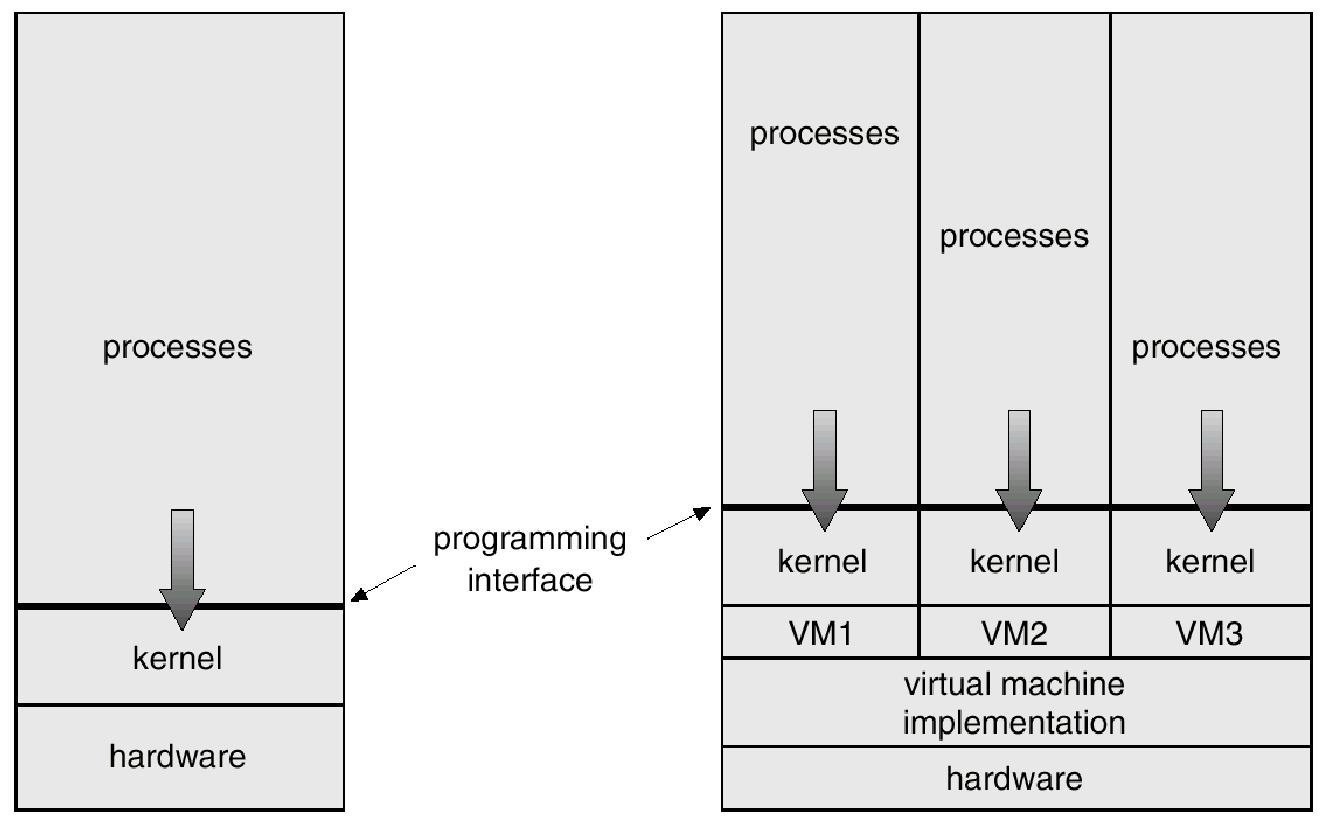 processes
kernel
hardware
programming
interface
processes
processes
processes
kernel
kernel
kernel
VM1
VM2
VM3
virtual machine
implementation
hardware